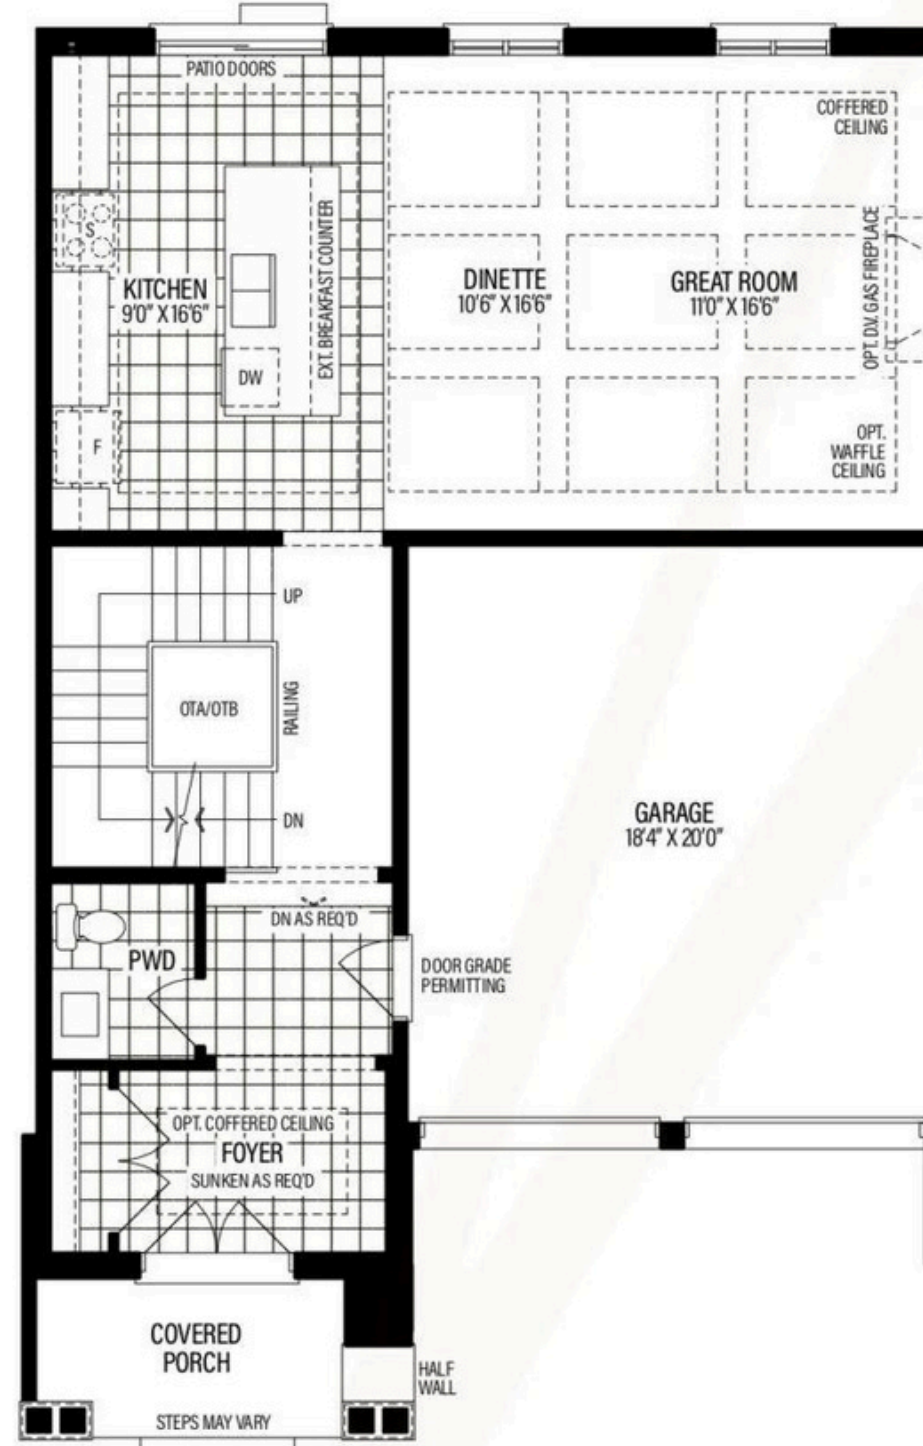 PATIO DOORS
COFFERED
CEILING
S
KITCHEN
9'0" X 16'6"
EXT. BREAKFAST COUNTER
DINETTE
10'6" X 16'6"
GREAT ROOM
11'0" X 16'6"
OPT. D.V. GAS FIREPLACE
DW
F
OPT.
WAFFLE
CEILING
UP
OTA/OTB
RAILING
DN
GARAGE
18'4" X 20'0"
DN AS REQ'D
PWD
DOOR GRADE
PERMITTING
OPT. COFFERED CEILING
FOYER
SUNKEN AS REQ'D
COVERED
PORCH
HALF
WALL
STEPS MAY VARY